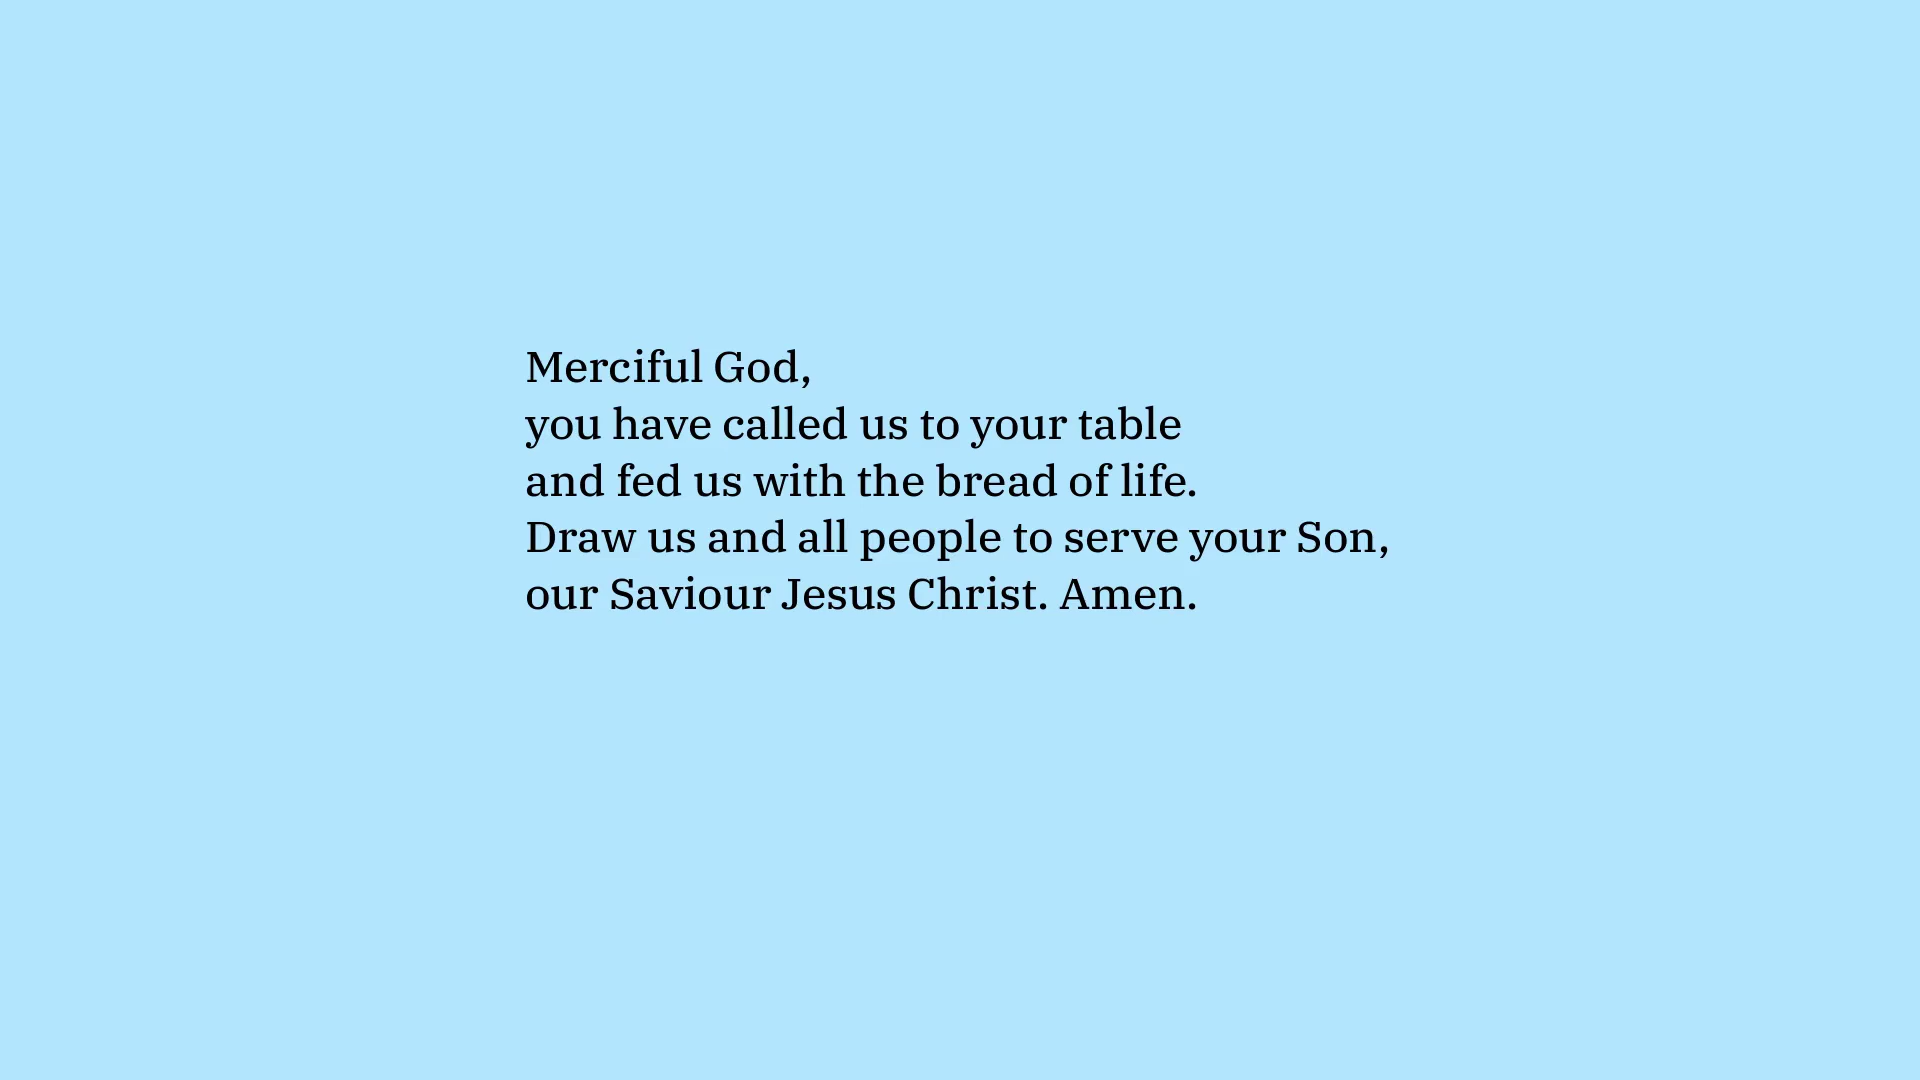 Merciful God,
you have called us to your table
and fed us with the bread of life.
Draw us and all people to serve your Son,
our Saviour Jesus Christ. Amen.